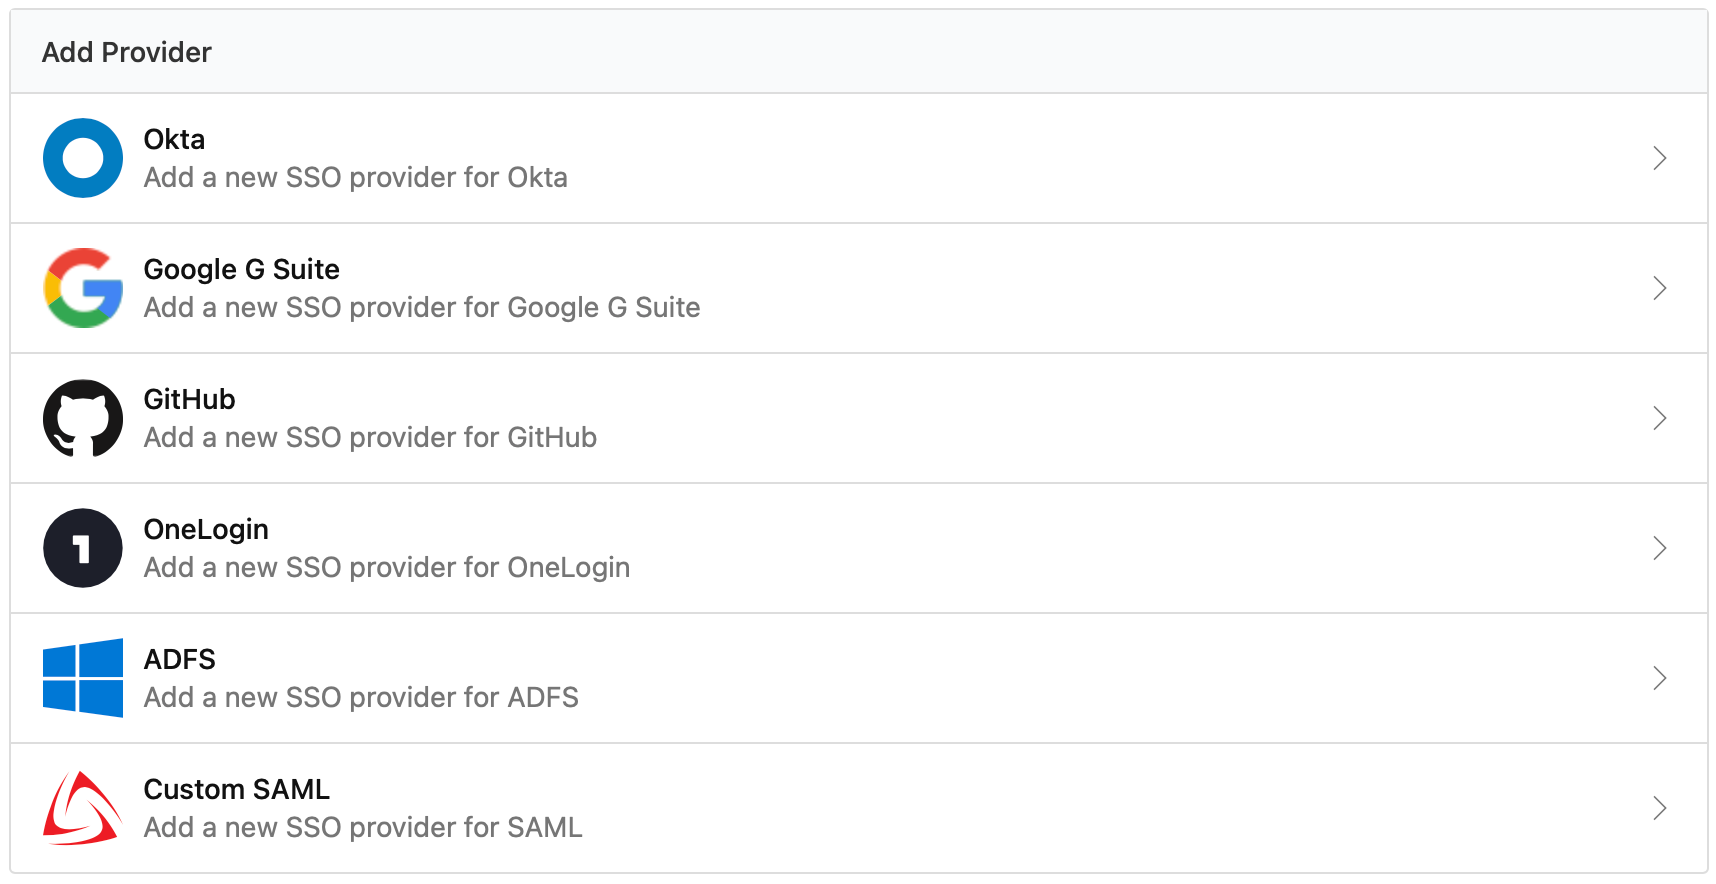 Add Provider
Okta
Add a new SSO provider for Okta
Google G Suite
Add a new SSO provider for Google G Suite
GitHub
Add a new SSO provider for GitHub
1
OneLogin
Add a new SSO provider for OneLogin
ADFS
Add a new SSO provider for ADFS
Custom SAML
Add a new SSO provider for SAML